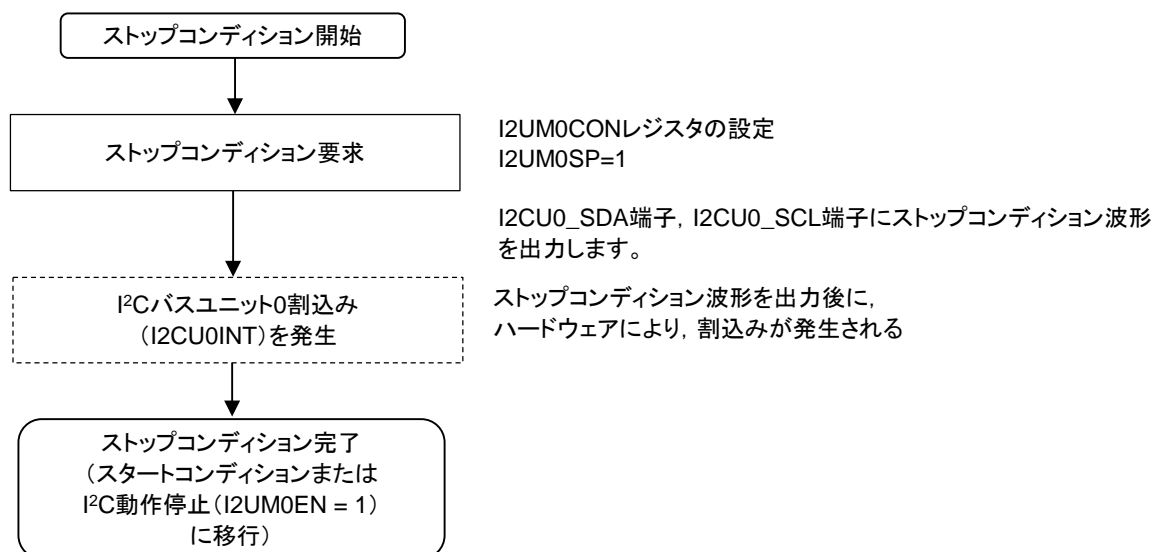 ストップコンディション開始
ストップコンディション要求
I2UM0CONレジスタの設定
I2UM0SP=1
I2CU0_SDA端子，I2CU0_SCL端子にストップコンディション波形
を出力します。
I²Cバスユニット0割込み
（I2CU0INT）を発生
ストップコンディション波形を出力後に，
ハードウェアにより，割込みが発生される
ストップコンディション完了
（スタートコンディションまたは
I²C動作停止（I2UM0EN = 1）
に移行）